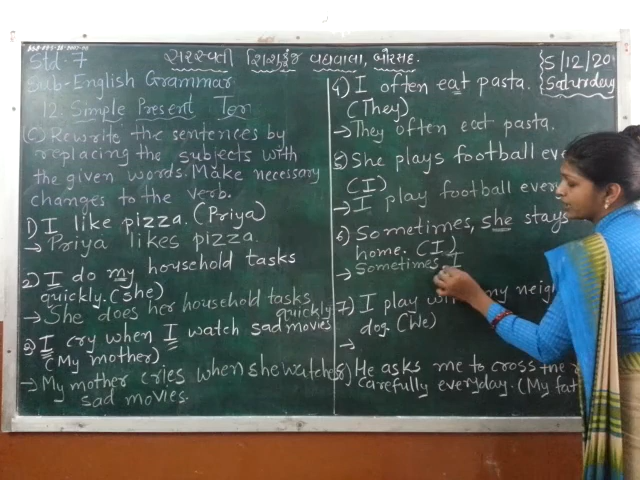 Std. 7
સરસ્વતી શિશુકુંજ વદ્યવાલા, બોરસદ.
5/12/20
Saturday
Sub-English Grammar
12. Simple Present Ten
(C) Rewrite the sentences by
replacing the subjects with
the given words. Make necessary
changes to the verb.
1) I like pizza. (Priya)
→ Priya likes pizza.
2) I do my household tasks
quickly. (She)
→ She does her household tasks
quickly
3) I cry when I watch sad movies
(My mother)
→ My mother cries when she watches
sad movies.
4) I often eat pasta.
(They)
→ They often eat pasta.
5) She plays football eve
(I)
→ I play football ever
6) Sometimes, she stays
home. (I)
→ Sometimes I
7) I play with my neigh
dog. (We)
→
8) He asks me to cross the r
carefully everyday. (My fat